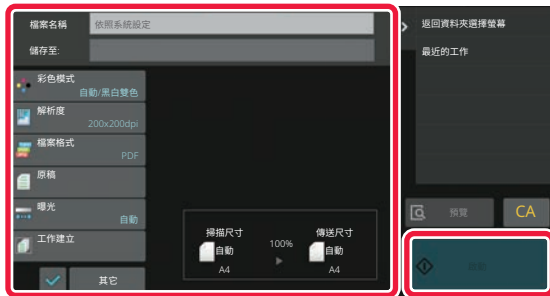 檔案名稱
依照系統設定
儲存至:
彩色模式
自動/黑白雙色
解析度
200x200dpi
檔案格式
PDF
原稿
曝光
自動
工作建立
其它
掃描尺寸
自動
A4
100%
傳送尺寸
自動
A4
返回資料夾選擇螢幕
最近的工作
預覽
CA
啟動